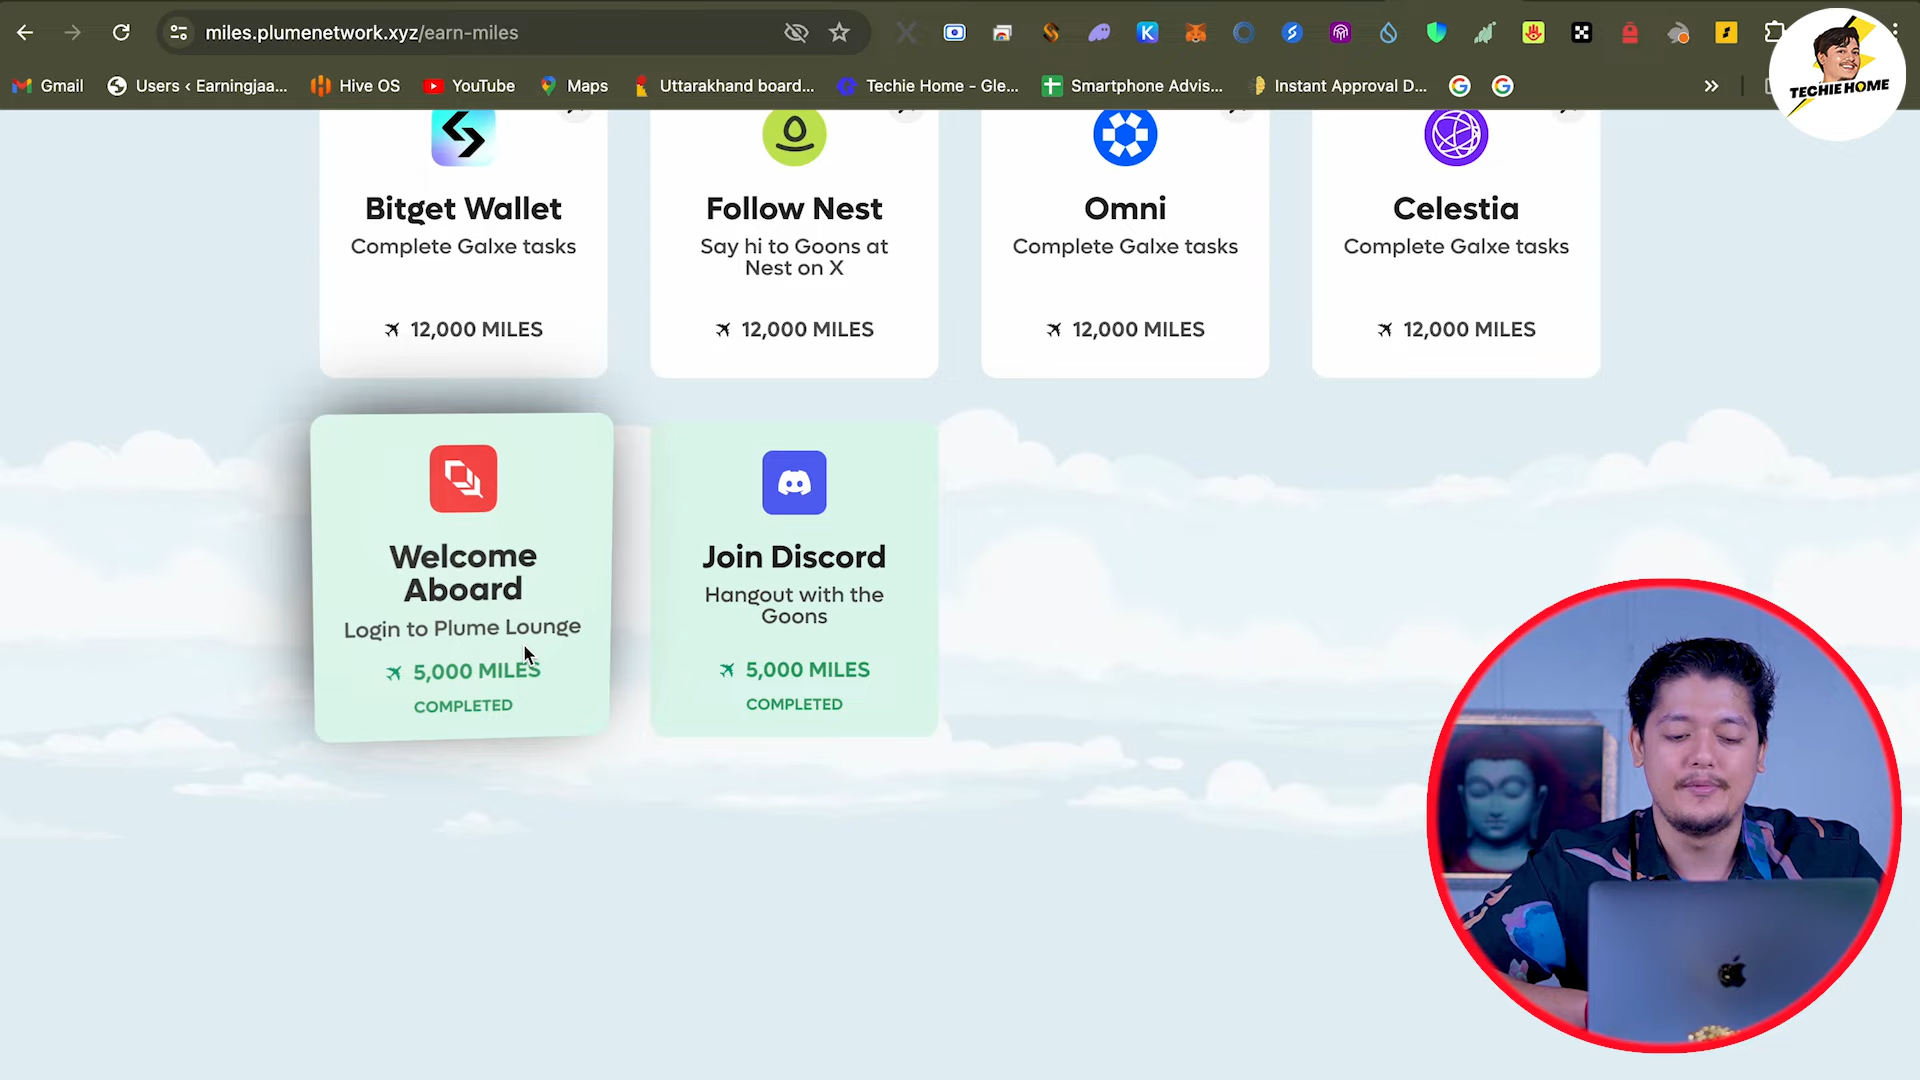 miles.plumenetwork.xyz/earn-miles
TECHIE HOME
Gmail
Users ‹ Earningjaa...
Hive OS
YouTube
Maps
Uttarakhand board...
Techie Home - Gle...
Smartphone Advis...
Instant Approval D...
Bitget Wallet
Complete Galxe tasks
12,000 MILES
Follow Nest
Say hi to Goons at
Nest on X
12,000 MILES
Omni
Complete Galxe tasks
12,000 MILES
Celestia
Complete Galxe tasks
12,000 MILES
Welcome
Aboard
Login to Plume Lounge
5,000 MILES
COMPLETED
Join Discord
Hangout with the
Goons
5,000 MILES
COMPLETED